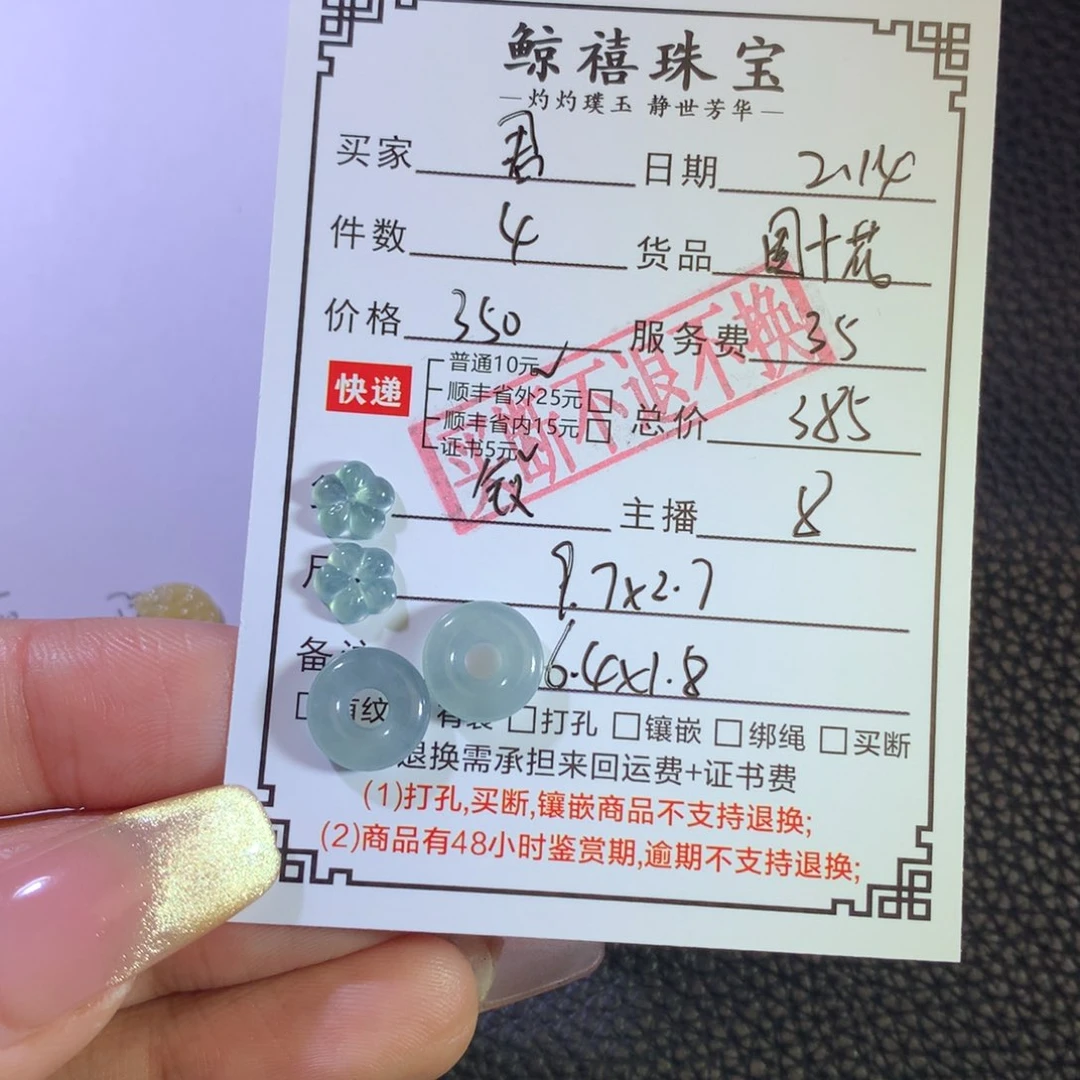 鲸禧珠宝
—灼灼璞玉 静世芳华—
买家 君 日期 2.14
件数 4 货品
价格 350 服务费 35
快递
普通10元✓
顺丰省外25元□
顺丰省内15元□
证书5元✓
总价 385
买断不退不换
主播 8
尺 9.7x2.7
备注 6.4x1.8
□有纹 □打孔 □镶嵌 □绑绳 □买断
退换需承担来回运费+证书费
(1)打孔,买断,镶嵌商品不支持退换;
(2)商品有48小时鉴赏期,逾期不支持退换;